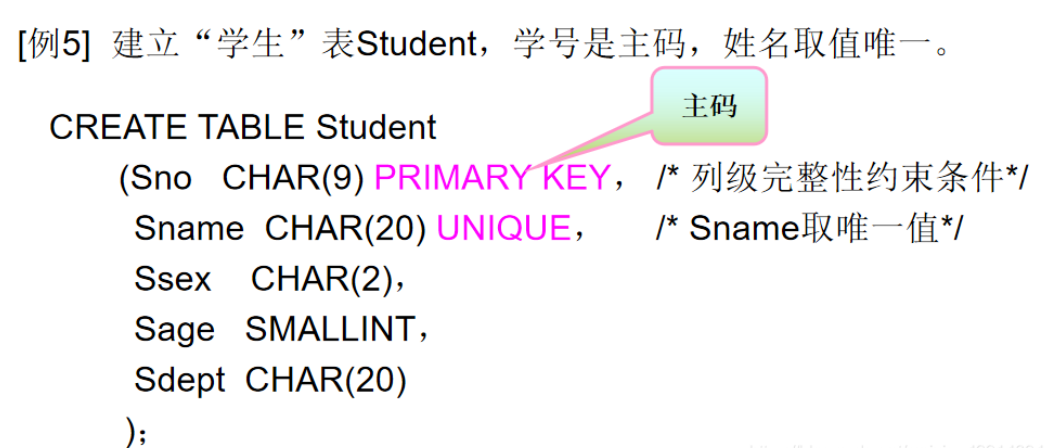 [例5] 建立“学生”表Student，学号是主码，姓名取值唯一。
主码
CREATE TABLE Student
(Sno CHAR(9) PRIMARY KEY， /* 列级完整性约束条件*/
Sname CHAR(20) UNIQUE， /* Sname取唯一值*/
Ssex CHAR(2)，
Sage SMALLINT，
Sdept CHAR(20)
)；